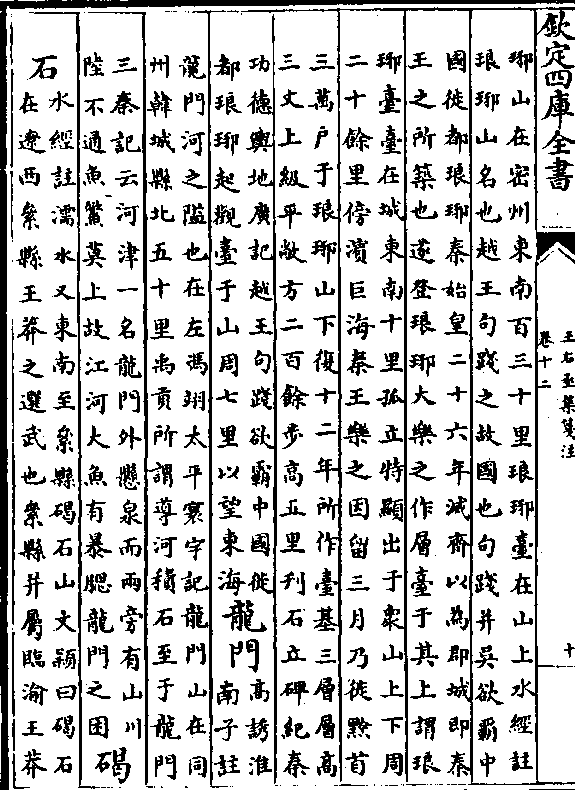 欽定四庫全書
王右丞集箋注
卷十二
十
琊山在密州東南百三十里琅琊臺在山上水經註
琅琊山名也越王句踐之故國也句踐并吳欲霸中
國徙都琅琊秦始皇二十六年滅齊以為郡城即秦
王之所築也遂登琅琊大樂之作層臺于其上謂琅
琊臺臺在城東南十里孤立特顯出于衆山上下周
二十餘里傍濱巨海秦王樂之因留三月乃徙黔首
三萬戶于琅琊山下復十二年所作臺基三層層高
三丈上級平敞方二百餘步高五里刊石立碑紀秦
功德輿地廣記越王句踐欲霸中國徙
都琅琊起觀臺于山周七里以望東海
龍門
高誘淮
南子註
龍門河之隘也在左馮翊太平寰宇記龍門山在同
州韓城縣北五十里禹貢所謂導河積石至于龍門
三秦記云河津一名龍門外懸泉而兩旁有山川
陸不通魚鱉莫上故江河大魚有暴腮龍門之困
碣
石
水經註濡水又東南至絫縣碣石山文穎曰碣石
在遼西絫縣王莽之選武也絫縣并屬臨渝王莽